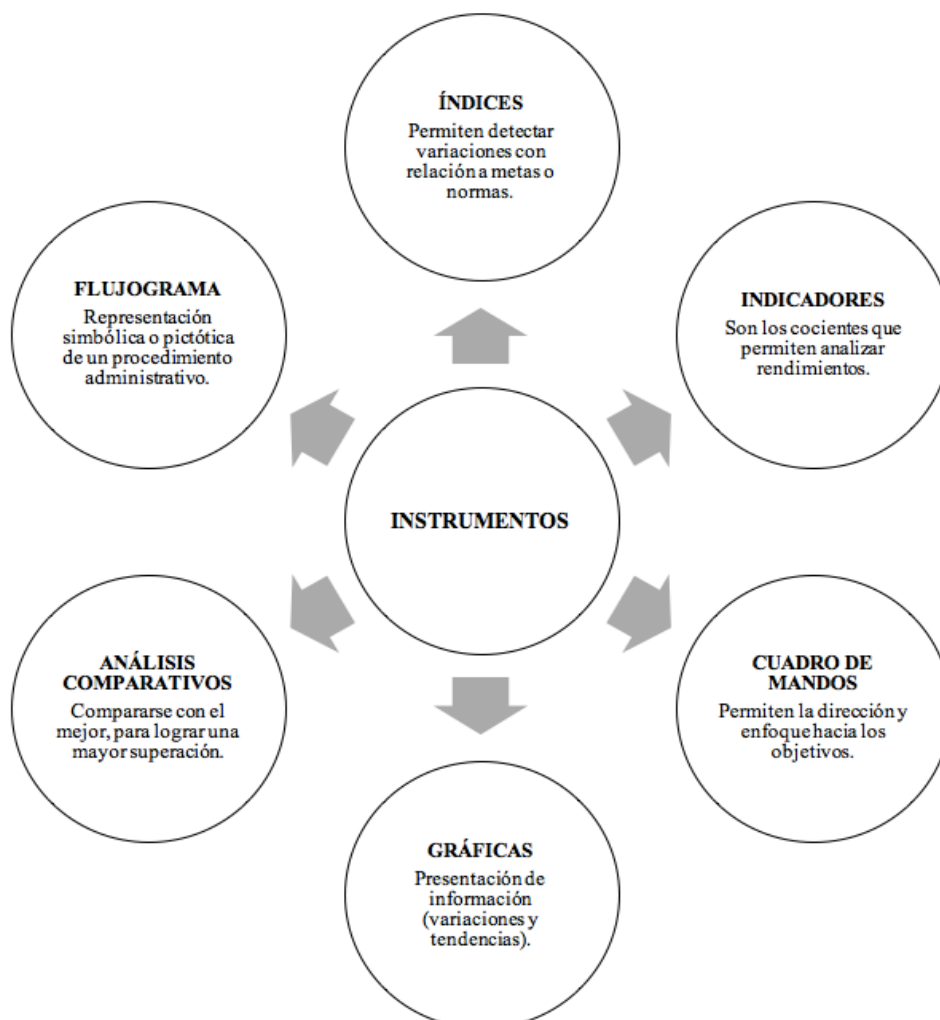 ÍNDICES
Permiten detectar
variaciones con
relación a metas o
normas.
FLUJOGRAMA
Representación
simbólica o pictótica
de un procedimiento
administrativo.
INDICADORES
Son los cocientes que
permiten analizar
rendimientos.
INSTRUMENTOS
ANÁLISIS
COMPARATIVOS
Compararse con el
mejor, para lograr una
mayor superación.
CUADRO DE
MANDOS
Permiten la dirección y
enfoque hacia los
objetivos.
GRÁFICAS
Presentación de
información
(variaciones y
tendencias).